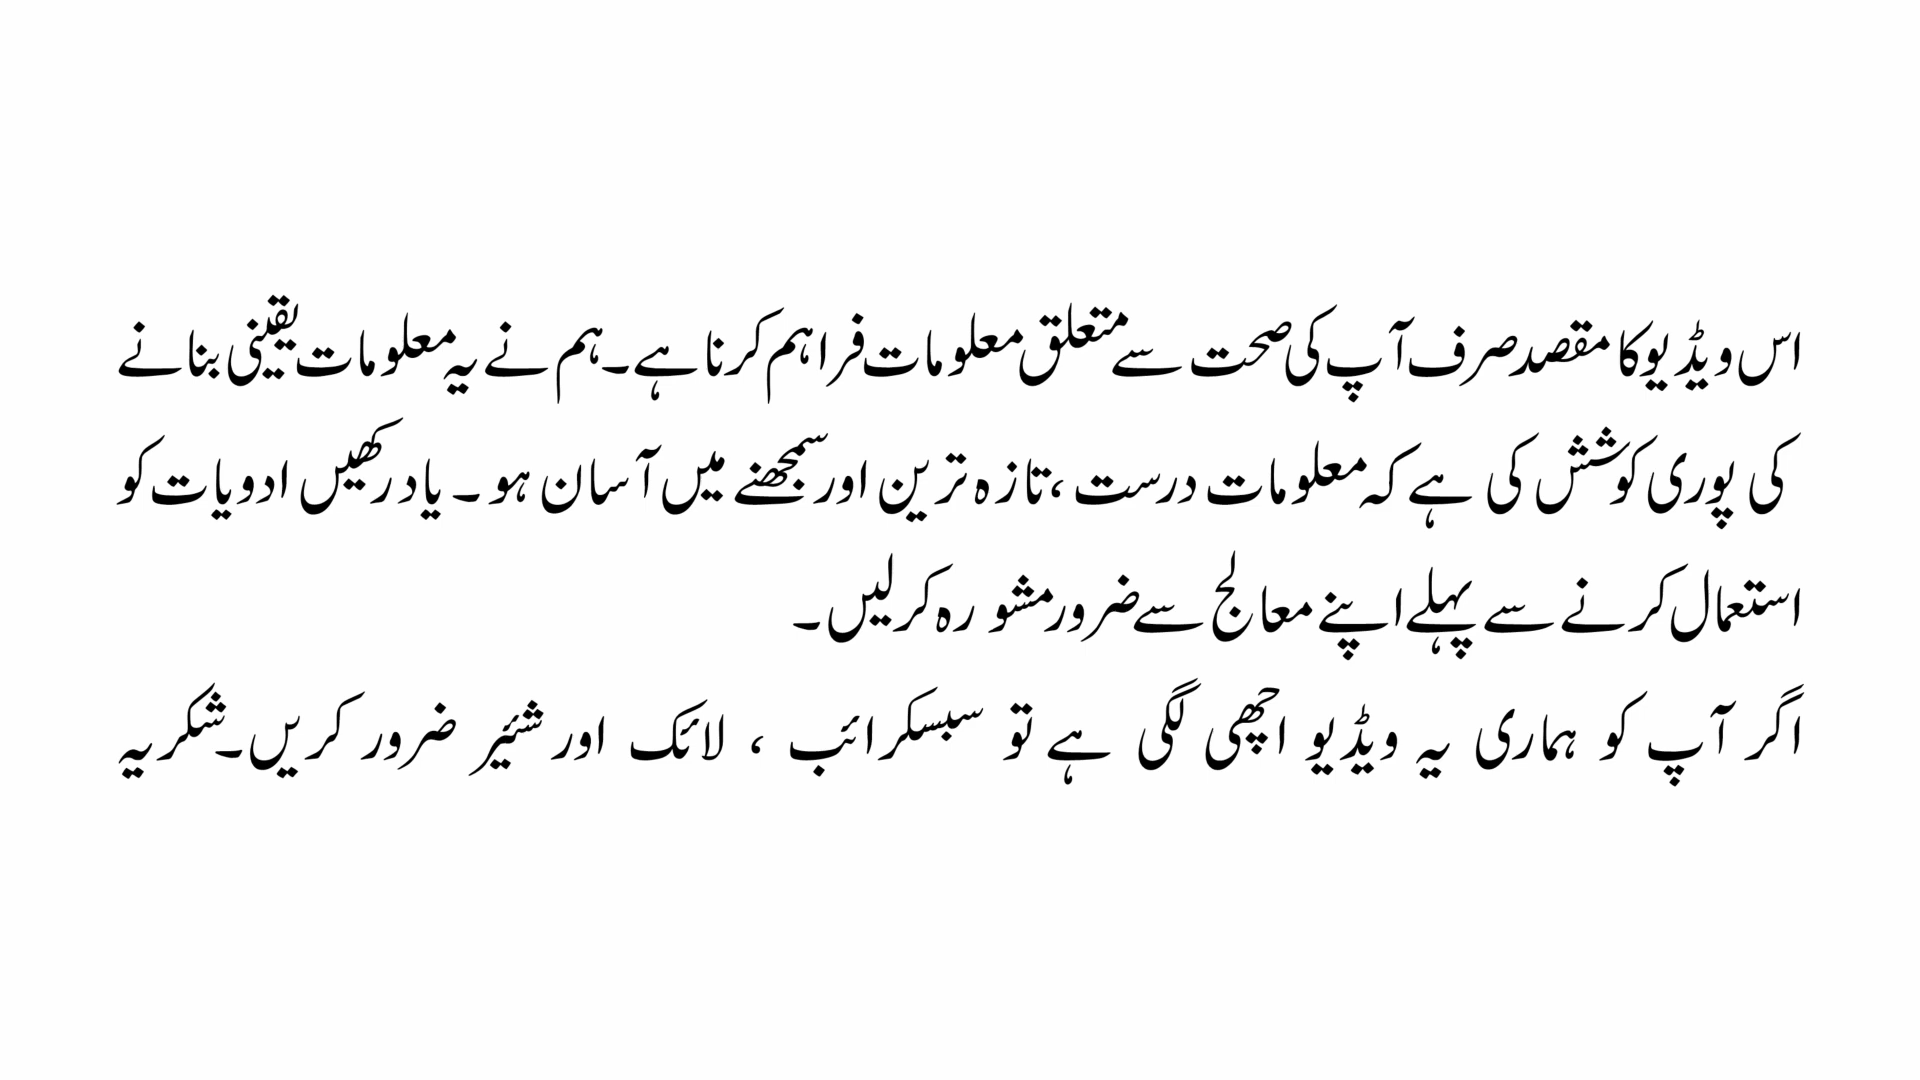 اس ویڈیو کا مقصد صرف آپ کی صحت سے متعلق معلومات فراہم کرنا ہے۔ ہم نے یہ معلومات یقینی بنانے
کی پوری کوشش کی ہے کہ معلومات درست ،تازہ ترین اور سمجھنے میں آسان ہو۔ یاد رکھیں ادویات کو
استعمال کرنے سے پہلے اپنے معالج سے ضرور مشورہ کرلیں۔
اگر آپ کو ہماری یہ ویڈیو اچھی لگی ہے تو سبسکرائب ، لائک اور شئیر ضرور کریں۔شکریہ